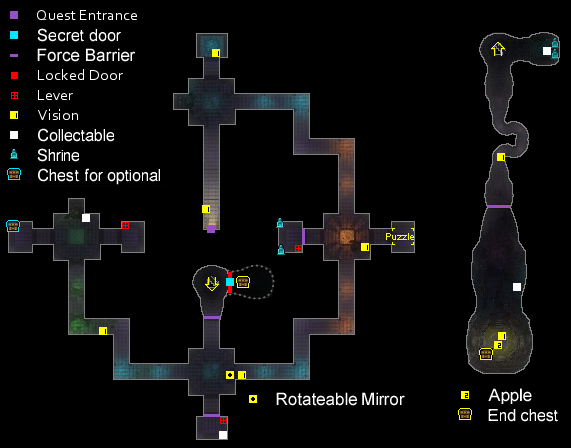 Quest Entrance
Secret door
Force Barrier
Locked Door
Lever
Vision
Collectable
Shrine
Chest for optional
Puzzle
Rotateable Mirror
Apple
End chest